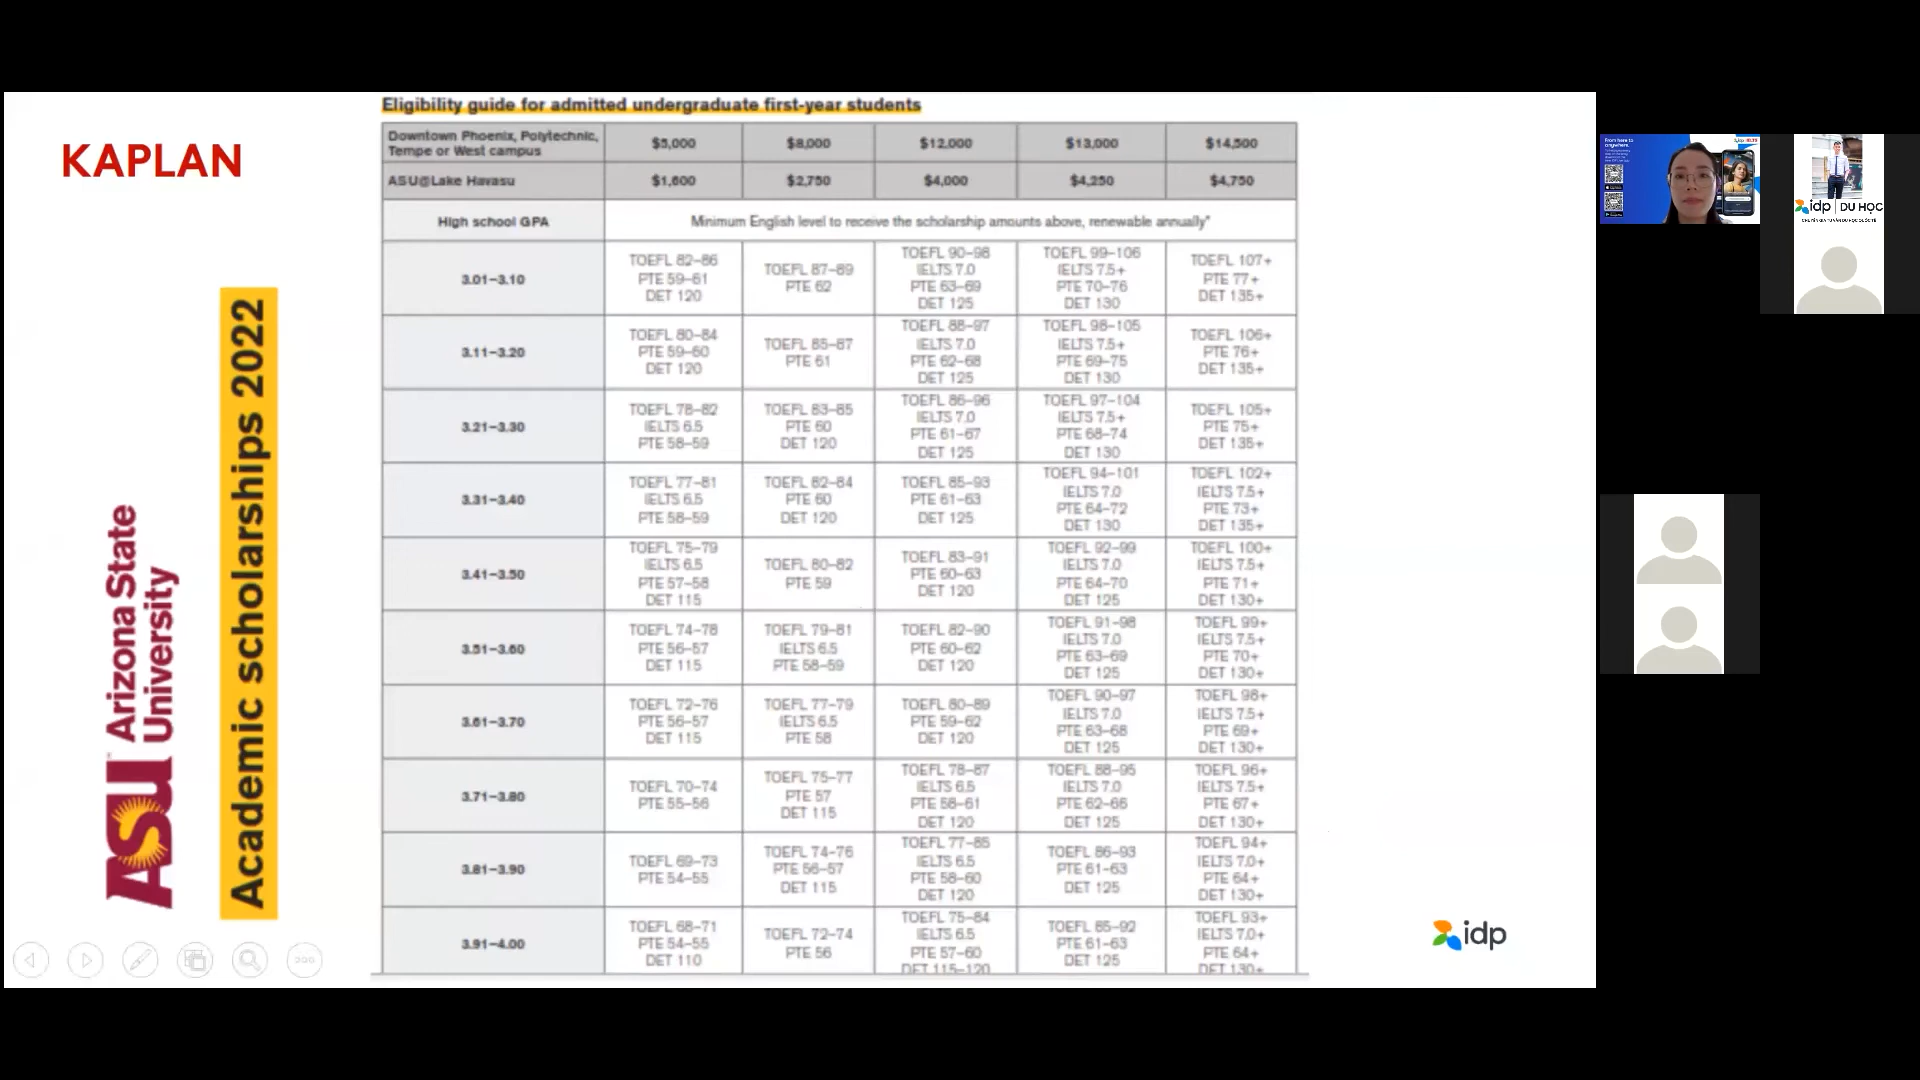 KAPLAN
ASU Arizona State University
Academic scholarships 2022
Eligibility guide for admitted undergraduate first-year students
Downtown Phoenix, Polytechnic, Tempe or West campus $5,000 $8,000 $12,000 $13,000 $14,500
ASU@Lake Havasu $1,600 $2,750 $4,000 $4,250 $4,750
High school GPA Minimum English level to receive the scholarship amounts above, renewable annually*
3.01–3.10
TOEFL 82–86 PTE 59–61 DET 120
TOEFL 87–89 PTE 62
TOEFL 90–98 IELTS 7.0 PTE 63–69 DET 125
TOEFL 99–106 IELTS 7.5+ PTE 70–76 DET 130
TOEFL 107+ PTE 77+ DET 135+
3.11–3.20
TOEFL 80–84 PTE 59–60 DET 120
TOEFL 85–87 PTE 61
TOEFL 88–97 IELTS 7.0 PTE 62–68 DET 125
TOEFL 98–105 IELTS 7.5+ PTE 69–75 DET 130
TOEFL 106+ PTE 76+ DET 135+
3.21–3.30
TOEFL 78–82 IELTS 6.5 PTE 58–59
TOEFL 83–85 PTE 60 DET 120
TOEFL 86–96 IELTS 7.0 PTE 61–67 DET 125
TOEFL 97–104 IELTS 7.5+ PTE 68–74 DET 130
TOEFL 105+ PTE 75+ DET 135+
3.31–3.40
TOEFL 77–81 IELTS 6.5 PTE 58–59
TOEFL 82–84 PTE 60 DET 120
TOEFL 85–93 PTE 61–63 DET 125
TOEFL 94–101 IELTS 7.0 PTE 64–72 DET 130
TOEFL 102+ IELTS 7.5+ PTE 73+ DET 135+
3.41–3.50
TOEFL 75–79 IELTS 6.5 PTE 57–58 DET 115
TOEFL 80–82 PTE 59
TOEFL 83–91 PTE 60–63 DET 120
TOEFL 92–99 IELTS 7.0 PTE 64–70 DET 125
TOEFL 100+ IELTS 7.5+ PTE 71+ DET 130+
3.51–3.60
TOEFL 74–78 PTE 56–57 DET 115
TOEFL 79–81 IELTS 6.5 PTE 58–59
TOEFL 82–90 PTE 60–62 DET 120
TOEFL 91–98 IELTS 7.0 PTE 63–69 DET 125
TOEFL 99+ IELTS 7.5+ PTE 70+ DET 130+
3.61–3.70
TOEFL 72–76 PTE 56–57 DET 115
TOEFL 77–79 IELTS 6.5 PTE 58
TOEFL 80–89 PTE 59–62 DET 120
TOEFL 90–97 IELTS 7.0 PTE 63–68 DET 125
TOEFL 98+ IELTS 7.5+ PTE 69+ DET 130+
3.71–3.80
TOEFL 70–74 PTE 55–56
TOEFL 75–77 PTE 57 DET 115
TOEFL 78–87 IELTS 6.5 PTE 58–61 DET 120
TOEFL 88–95 IELTS 7.0 PTE 62–66 DET 125
TOEFL 96+ IELTS 7.5+ PTE 67+ DET 130+
3.81–3.90
TOEFL 69–73 PTE 54–55
TOEFL 74–76 PTE 56–57 DET 115
TOEFL 77–85 IELTS 6.5 PTE 58–60 DET 120
TOEFL 86–93 PTE 61–63 DET 125
TOEFL 94+ IELTS 7.0+ PTE 64+ DET 130+
3.91–4.00
TOEFL 68–71 PTE 54–55 DET 110
TOEFL 72–74 PTE 56
TOEFL 75–84 IELTS 6.5 PTE 57–60 DET 115–120
TOEFL 85–92 PTE 61–63 DET 125
TOEFL 93+ IELTS 7.0+ PTE 64+ DET 130+
idp
From here to
anywhere.
idp | DU HỌC